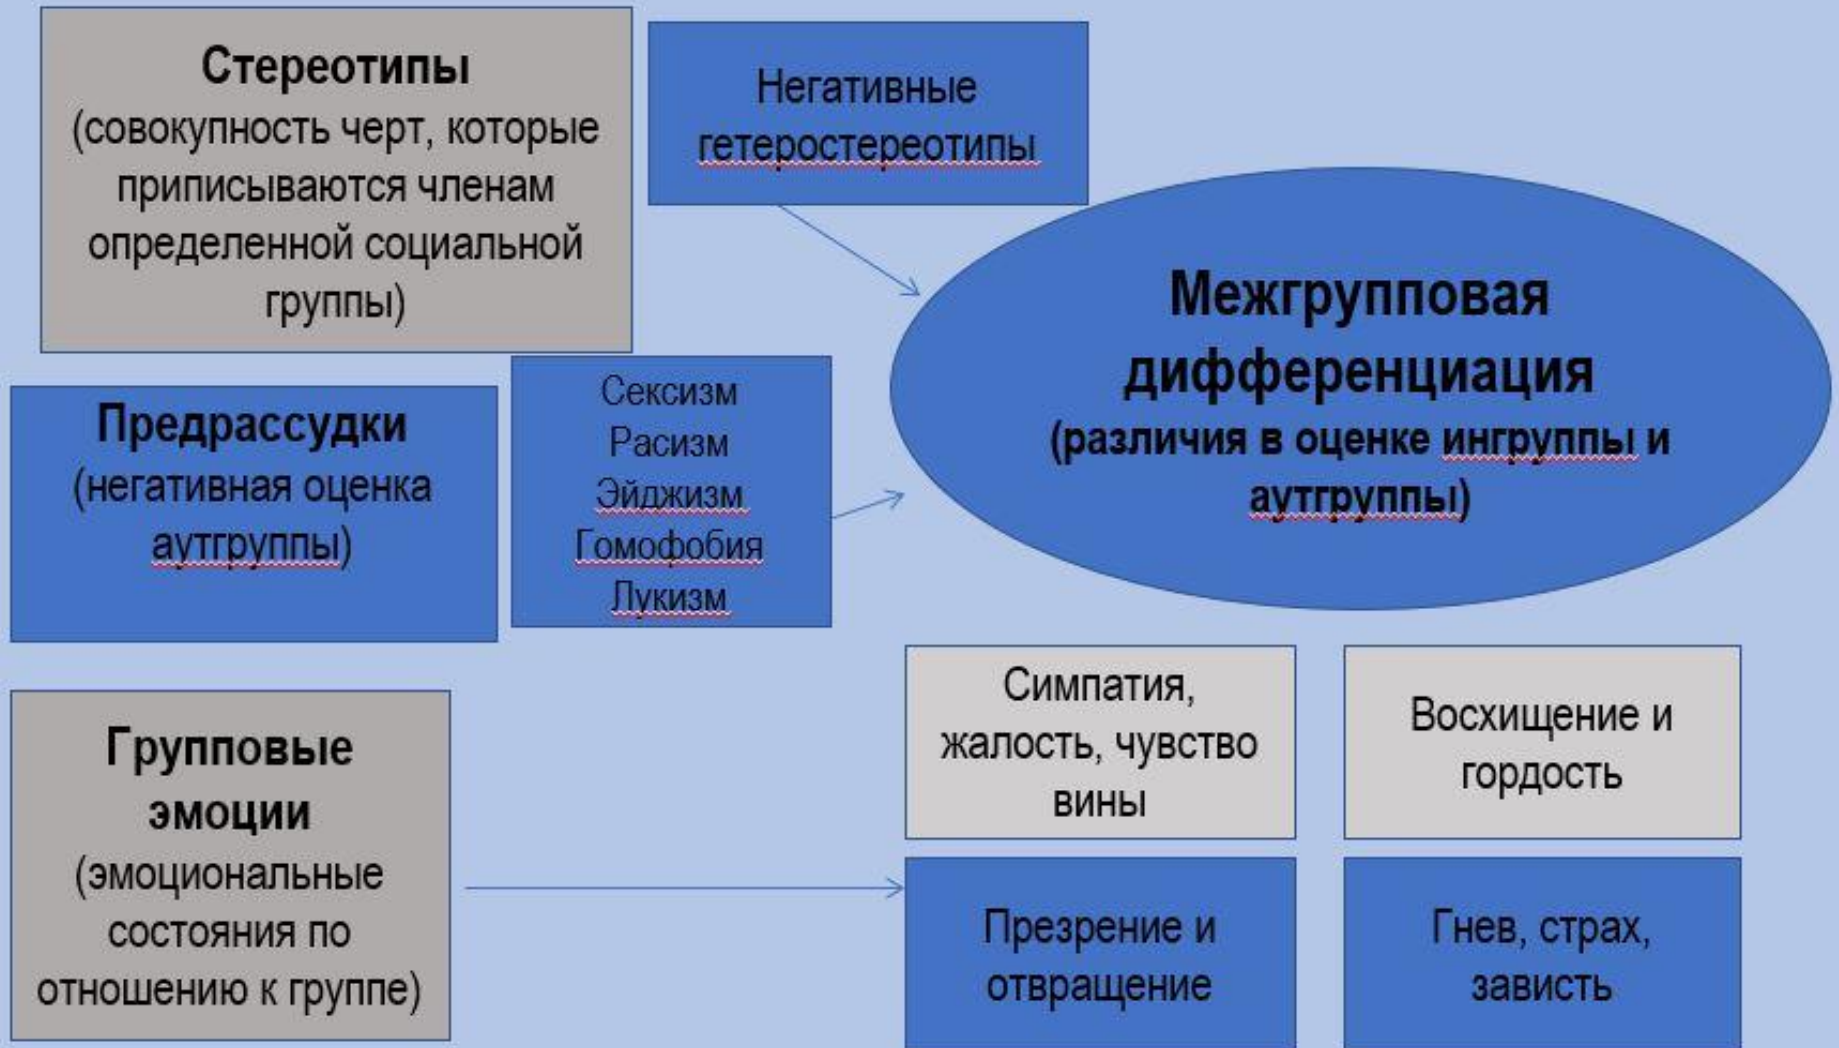 Стереотипы
(совокупность черт, которые
приписываются членам
определенной социальной
группы)
Негативные
гетеростереотипы
Межгрупповая
дифференциация
(различия в оценке ингруппы и
аутгруппы)
Предрассудки
(негативная оценка
аутгруппы)
Сексизм
Расизм
Эйджизм
Гомофобия
Лукизм
Групповые
эмоции
(эмоциональные
состояния по
отношению к группе)
Симпатия,
жалость, чувство
вины
Восхищение и
гордость
Презрение и
отвращение
Гнев, страх,
зависть